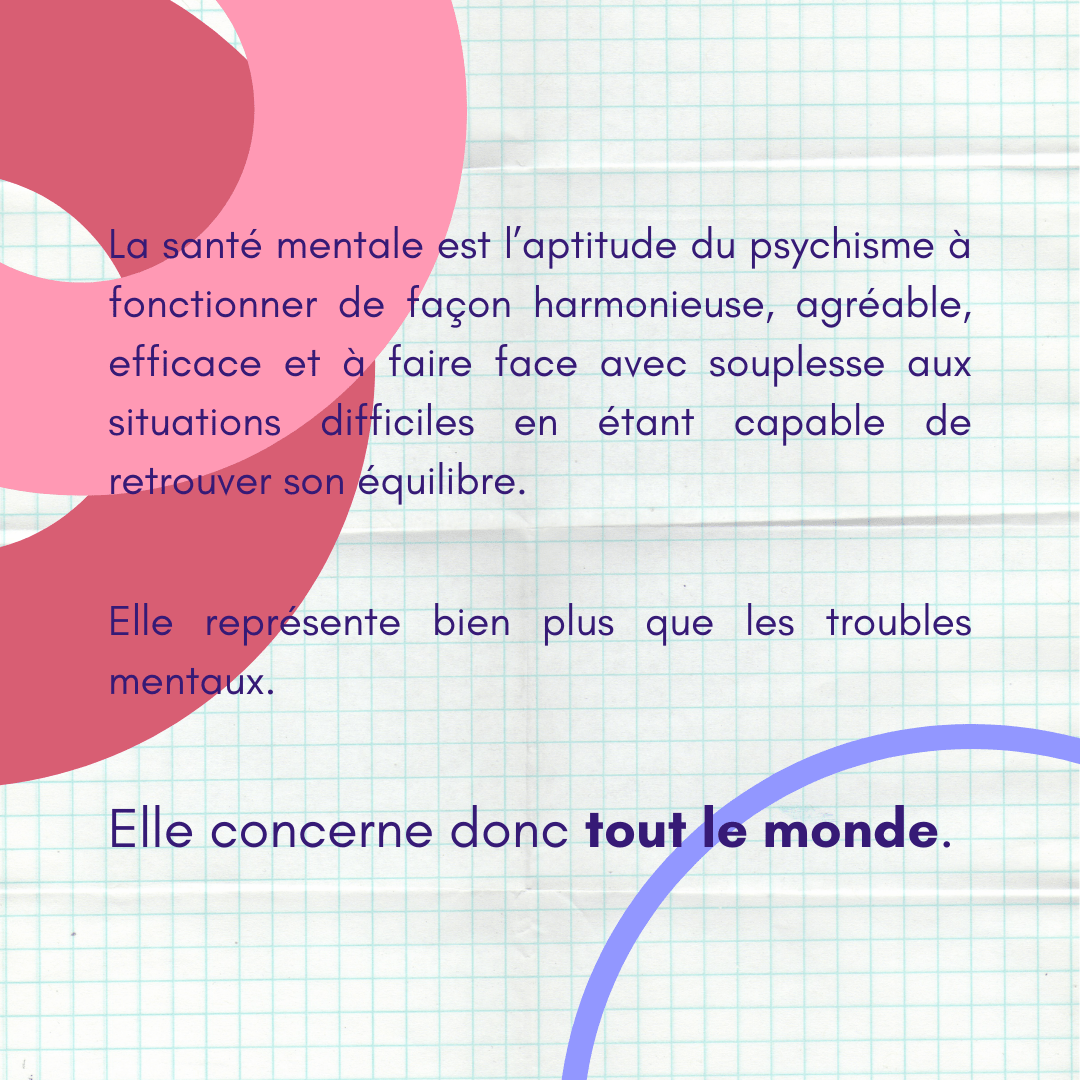 La santé mentale est l’aptitude du psychisme à
fonctionner de façon harmonieuse, agréable,
efficace et à faire face avec souplesse aux
situations difficiles en étant capable de
retrouver son équilibre.
Elle représente bien plus que les troubles
mentaux.
Elle concerne donc tout le monde.